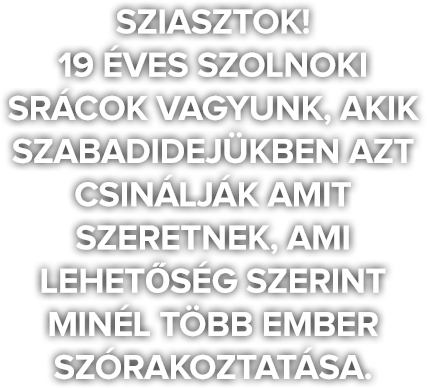 SZIASZTOK!
19 ÉVES SZOLNOKI
SRÁCOK VAGYUNK, AKIK
SZABADIDEJÜKBEN AZT
CSINÁLJÁK AMIT
SZERETNEK, AMI
LEHETŐSÉG SZERINT
MINÉL TÖBB EMBER
SZÓRAKOZTATÁSA.